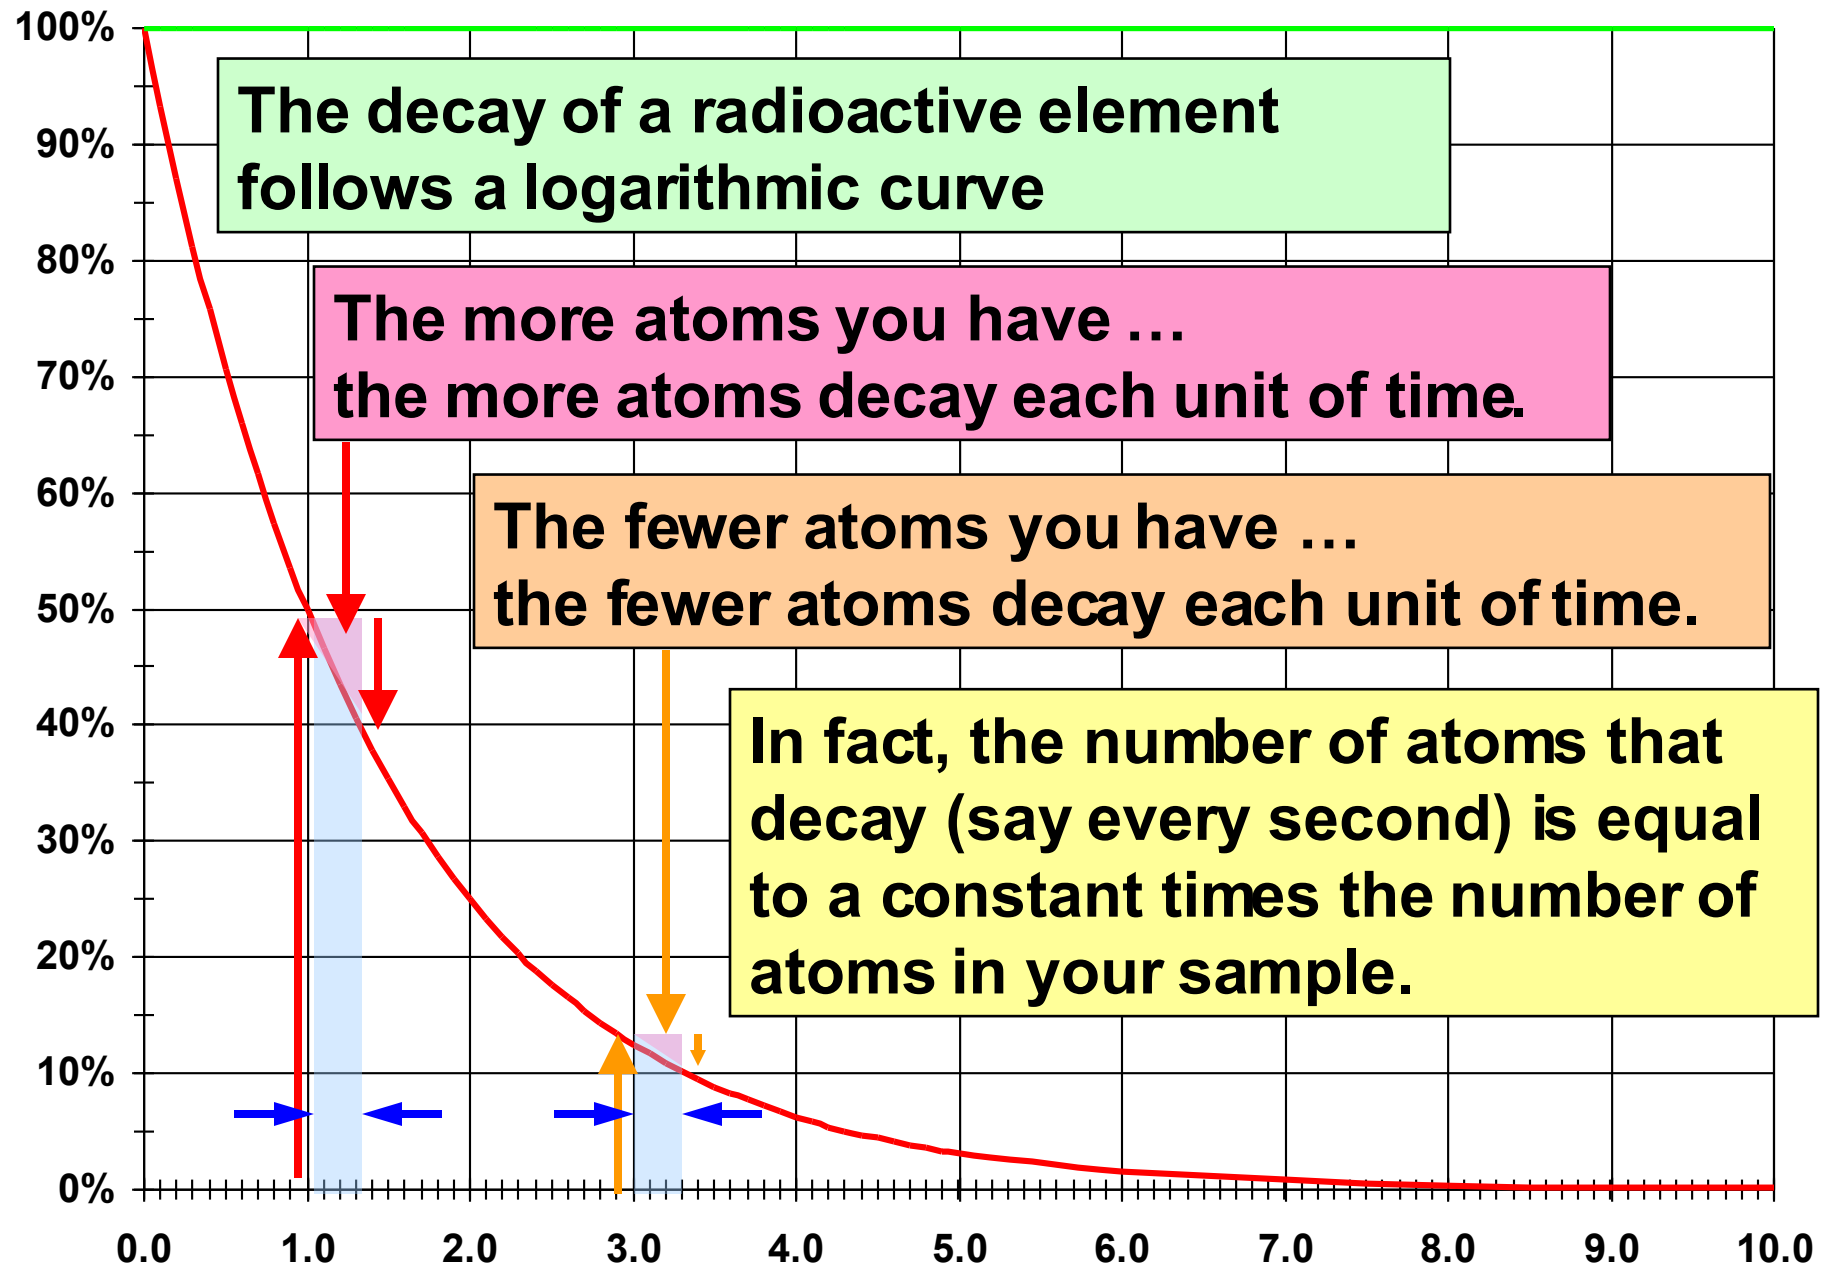 100%
90%
80%
70%
60%
50%
40%
30%
20%
10%
0%
The decay of a radioactive element
follows a logarithmic curve
The more atoms you have …
the more atoms decay each unit of time.
The fewer atoms you have …
the fewer atoms decay each unit of time.
In fact, the number of atoms that
decay (say every second) is equal
to a constant times the number of
atoms in your sample.
0.0 1.0 2.0 3.0 4.0 5.0 6.0 7.0 8.0 9.0 10.0